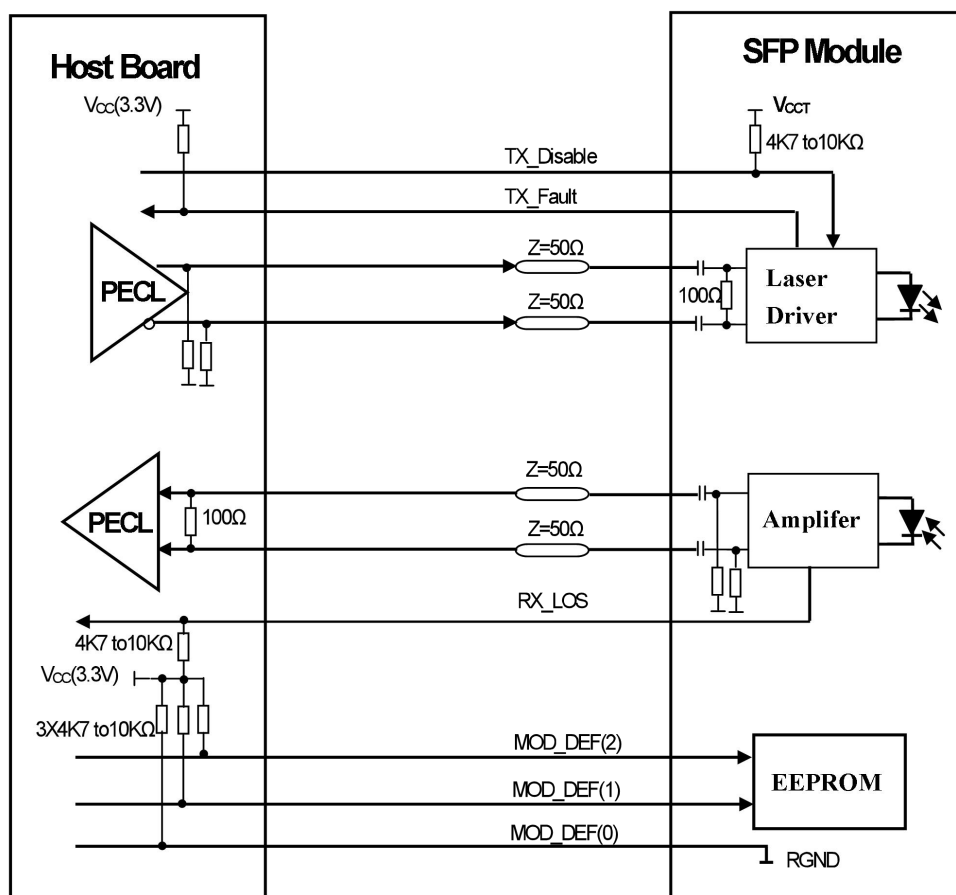 Host Board
SFP Module
VCC(3.3V)
VCCT
4K7 to10KΩ
TX_Disable
TX_Fault
Z=50Ω
PECL
Z=50Ω
100Ω
Laser
Driver
Z=50Ω
PECL
100Ω
Z=50Ω
Amplifer
RX_LOS
4K7 to10KΩ
VCC(3.3V)
3X4K7 to10KΩ
MOD_DEF(2)
MOD_DEF(1)
EEPROM
MOD_DEF(0)
RGND